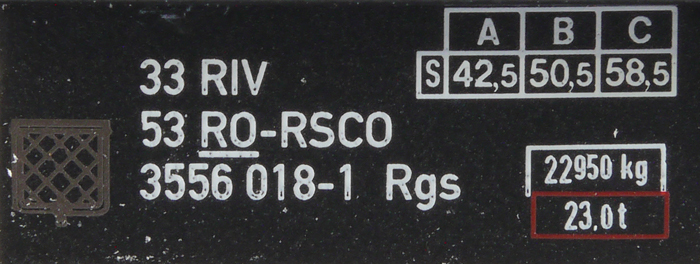 A B C
S 42,5 50,5 58,5
33 RIV
53 RO-RSCO
3556 018-1 Rgs
22950 kg
23,0 t